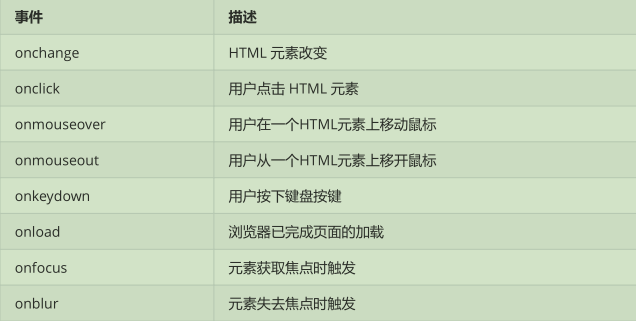 事件 描述
onchange HTML 元素改变
onclick 用户点击 HTML 元素
onmouseover 用户在一个HTML元素上移动鼠标
onmouseout 用户从一个HTML元素上移开鼠标
onkeydown 用户按下键盘按键
onload 浏览器已完成页面的加载
onfocus 元素获取焦点时触发
onblur 元素失去焦点时触发